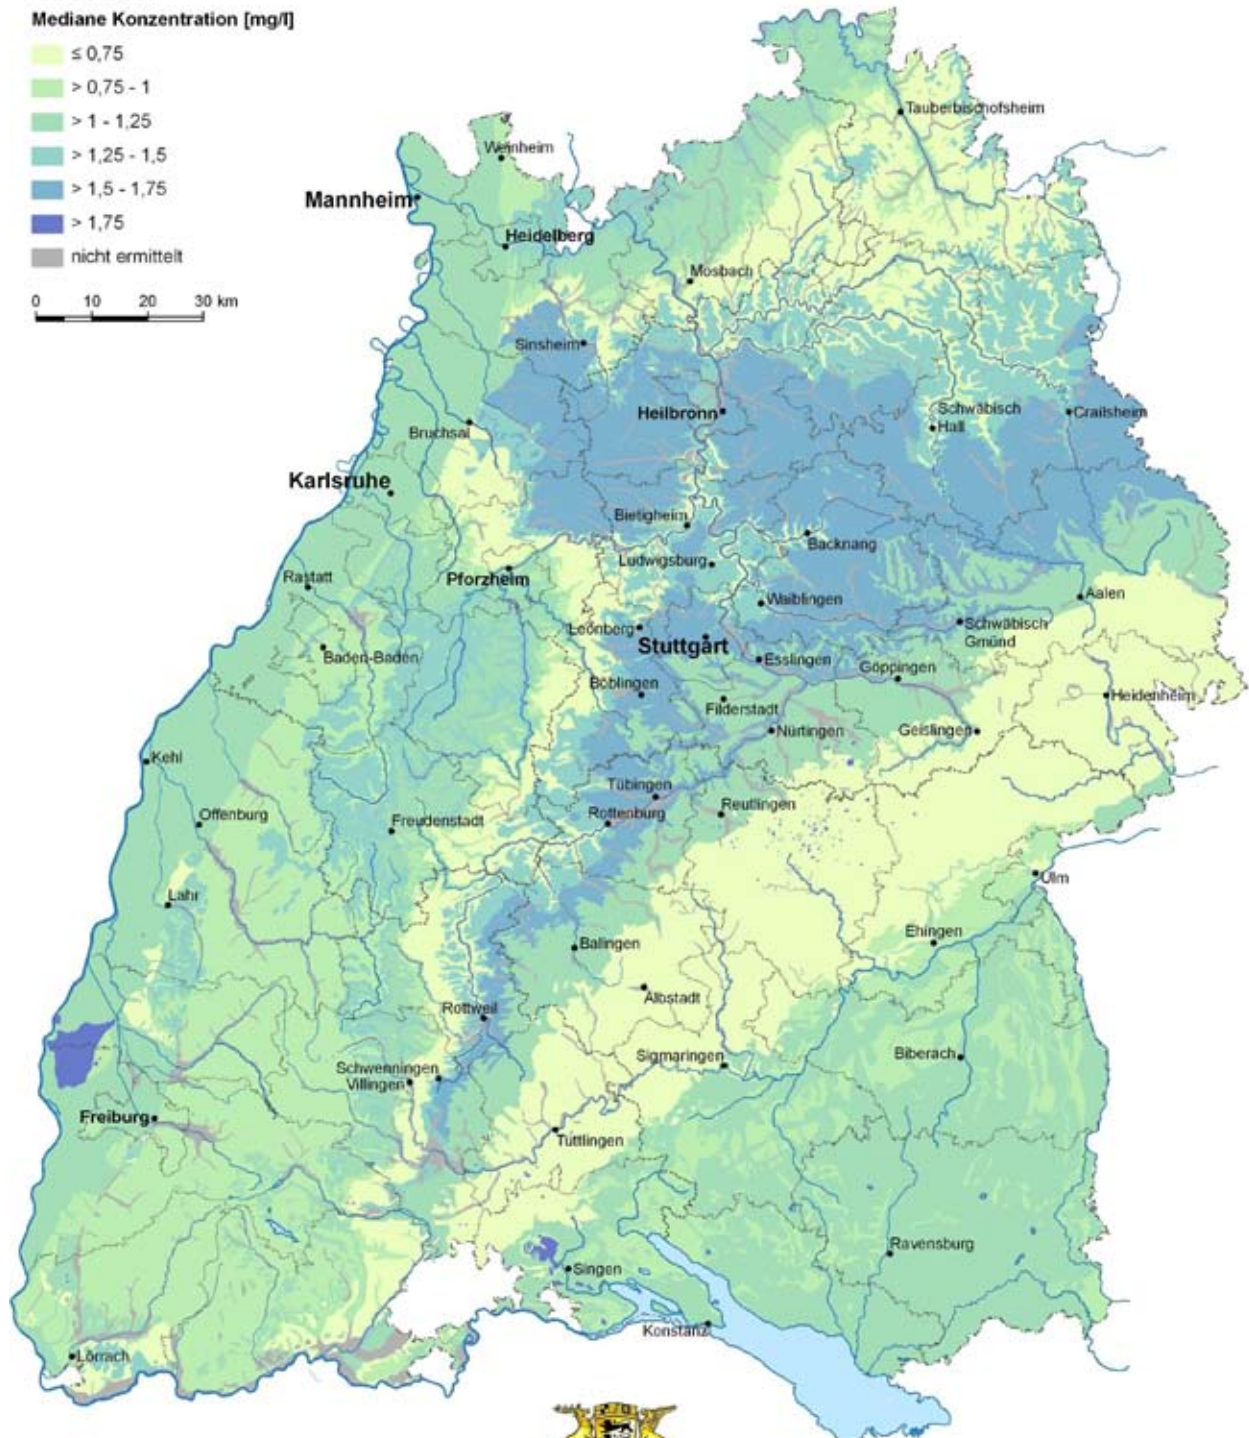 Mediane Konzentration [mg/l]
≤ 0,75
> 0,75 - 1
> 1 - 1,25
> 1,25 - 1,5
> 1,5 - 1,75
> 1,75
nicht ermittelt
0 10 20 30 km
Tauberbischofsheim
Weinheim
Mannheim
Heidelberg
Mosbach
Sinsheim
Heilbronn
Schwäbisch
Hall
Crailsheim
Bruchsal
Karlsruhe
Bietigheim
Backnang
Ludwigsburg
Pforzheim
Rastatt
Waiblingen
Aalen
Leonberg
Schwäbisch
Gmünd
Stuttgart
Baden-Baden
Esslingen
Göppingen
Böblingen
Heidenheim
Filderstadt
Nürtingen
Geislingen
Kehl
Tübingen
Reutlingen
Rottenburg
Offenburg
Freudenstadt
Ulm
Lahr
Ehingen
Balingen
Albstadt
Rottweil
Sigmaringen
Biberach
Schwenningen
Villingen
Freiburg
Tuttlingen
Ravensburg
Singen
Konstanz
Lörrach